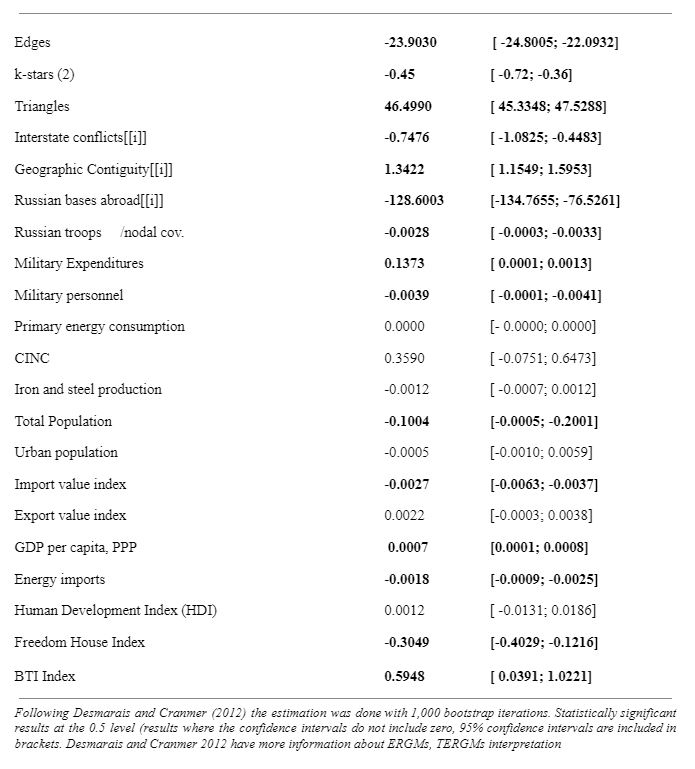 Edges -23.9030 [ -24.8005; -22.0932]
k-stars (2) -0.45 [ -0.72; -0.36]
Triangles 46.4990 [ 45.3348; 47.5288]
Interstate conflicts[[i]] -0.7476 [ -1.0825; -0.4483]
Geographic Contiguity[[i]] 1.3422 [ 1.1549; 1.5953]
Russian bases abroad[[i]] -128.6003 [-134.7655; -76.5261]
Russian troops /nodal cov. -0.0028 [ -0.0003; -0.0033]
Military Expenditures 0.1373 [ 0.0001; 0.0013]
Military personnel -0.0039 [ -0.0001; -0.0041]
Primary energy consumption 0.0000 [- 0.0000; 0.0000]
CINC 0.3590 [ -0.0751; 0.6473]
Iron and steel production -0.0012 [ -0.0007; 0.0012]
Total Population -0.1004 [-0.0005; -0.2001]
Urban population -0.0005 [-0.0010; 0.0059]
Import value index -0.0027 [-0.0063; -0.0037]
Export value index 0.0022 [-0.0003; 0.0038]
GDP per capita, PPP 0.0007 [0.0001; 0.0008]
Energy imports -0.0018 [-0.0009; -0.0025]
Human Development Index (HDI) 0.0012 [ -0.0131; 0.0186]
Freedom House Index -0.3049 [-0.4029; -0.1216]
BTI Index 0.5948 [ 0.0391; 1.0221]
Following Desmarais and Cranmer (2012) the estimation was done with 1,000 bootstrap iterations. Statistically significant
results at the 0.5 level (results where the confidence intervals do not include zero, 95% confidence intervals are included in
brackets. Desmarais and Cranmer 2012 have more information about ERGMs, TERGMs interpretation